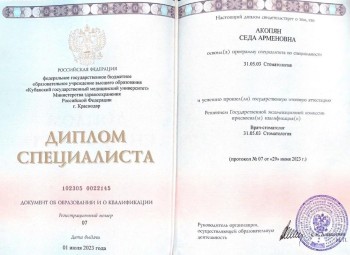 РОССИЙСКАЯ ФЕДЕРАЦИЯ
федеральное государственное бюджетное
образовательное учреждение высшего образования
«Кубанский государственный медицинский университет»
Министерства здравоохранения
Российской Федерации
г. Краснодар
ДИПЛОМ
СПЕЦИАЛИСТА
102305 0022145
ДОКУМЕНТ ОБ ОБРАЗОВАНИИ И О КВАЛИФИКАЦИИ
Регистрационный номер
07
Дата выдачи
01 июля 2023 года
Настоящий диплом свидетельствует о том, что
АКОПЯН
СЕДА АРМЕНОВНА
освоил(а) программу специалитета по специальности
31.05.03 Стоматология
и успешно прошел(ла) государственную итоговую аттестацию
Решением Государственной экзаменационной комиссии
присвоена квалификация
Врач-стоматолог
31.05.03 Стоматология
(протокол № 07 от «29» июня 2023 г.)
Руководитель организации,
осуществляющей образовательную
деятельность
М.П.